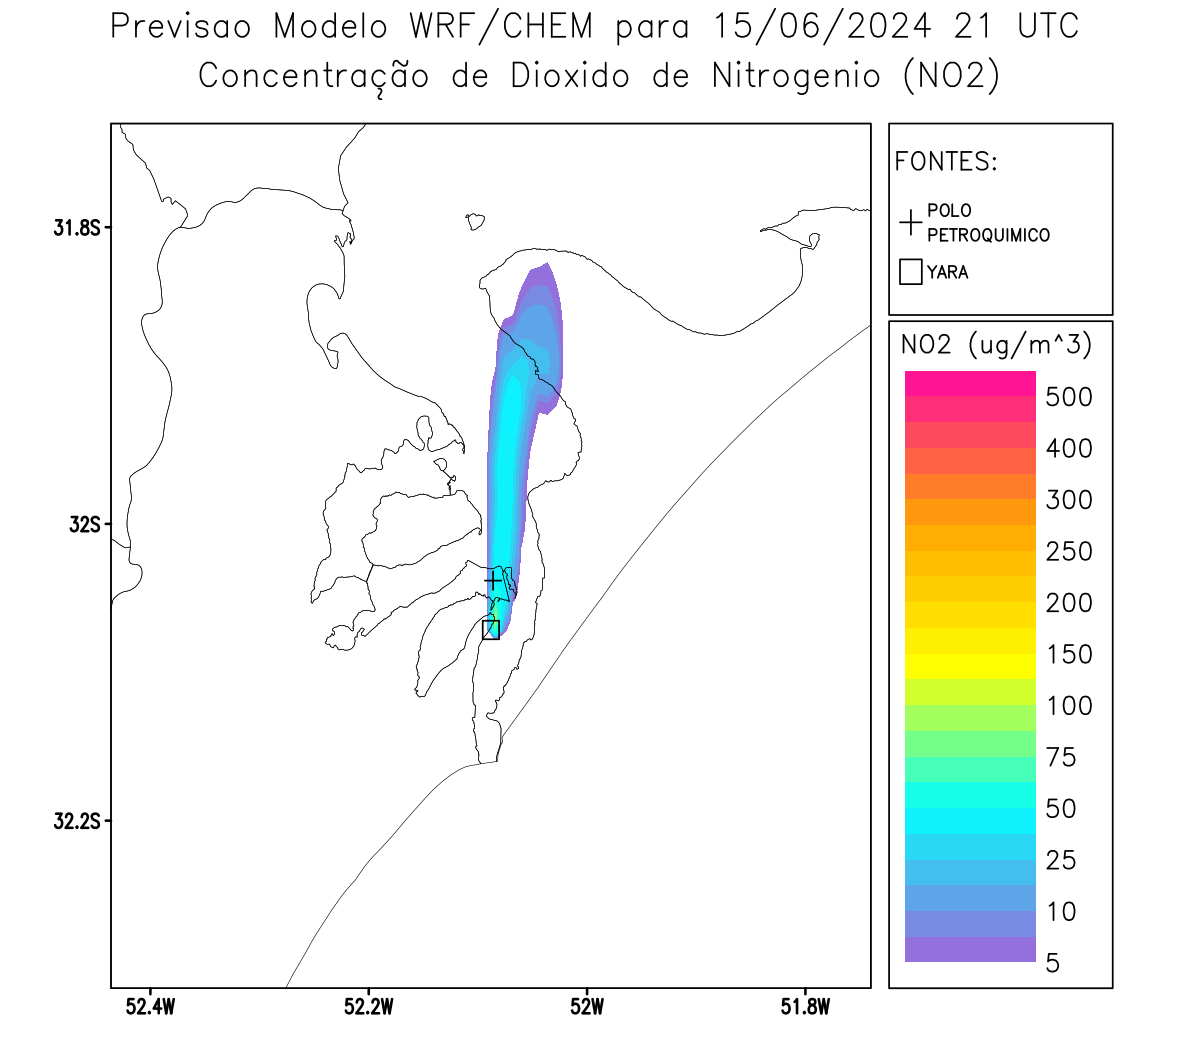 Previsao Modelo WRF/CHEM para 15/06/2024 21 UTC
Concentração de Dioxido de Nitrogenio (NO2)
FONTES:
POLO
PETROQUIMICO
YARA
NO2 (ug/m^3)
500
400
300
250
200
150
100
75
50
25
10
5
31.8S
32S
32.2S
52.4W
52.2W
52W
51.8W